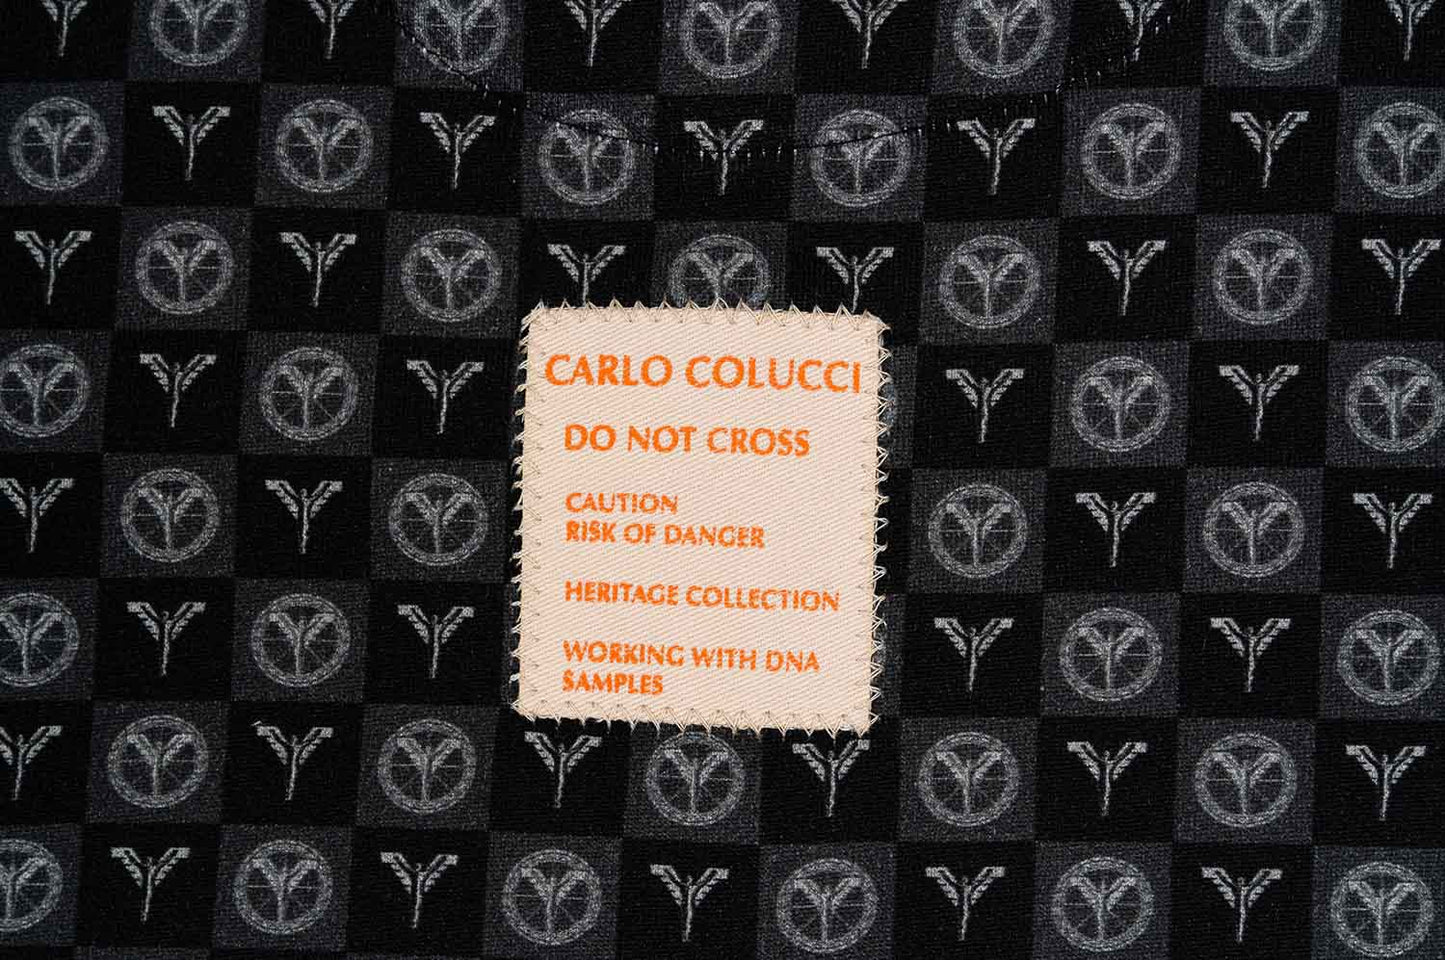 CARLO COLUCCI
DO NOT CROSS
CAUTION
RISK OF DANGER
HERITAGE COLLECTION
WORKING WITH DNA
SAMPLES